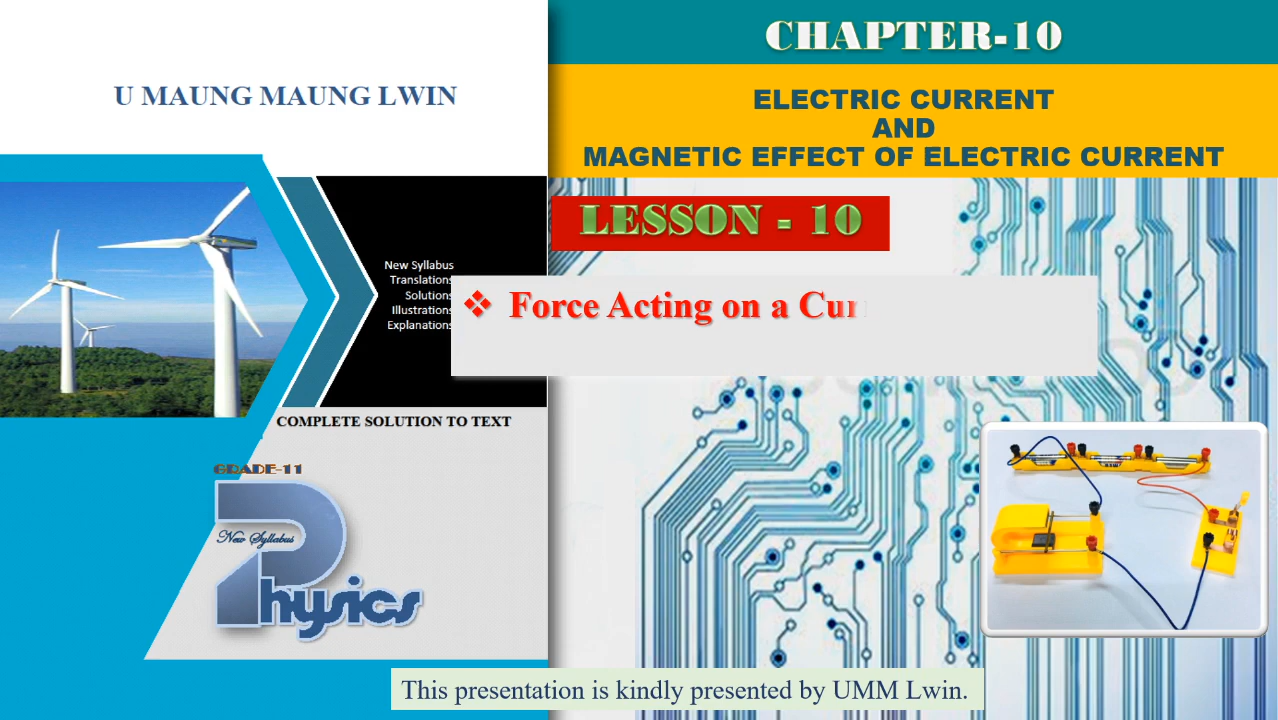 U MAUNG MAUNG LWIN
New Syllabus
Translations
Solutions
Illustrations
Explanations
COMPLETE SOLUTION TO TEXT
GRADE-11
New Syllabus
Physics
CHAPTER-10
ELECTRIC CURRENT
AND
MAGNETIC EFFECT OF ELECTRIC CURRENT
LESSON - 10
❖ Force Acting on a Curr
This presentation is kindly presented by UMM Lwin.